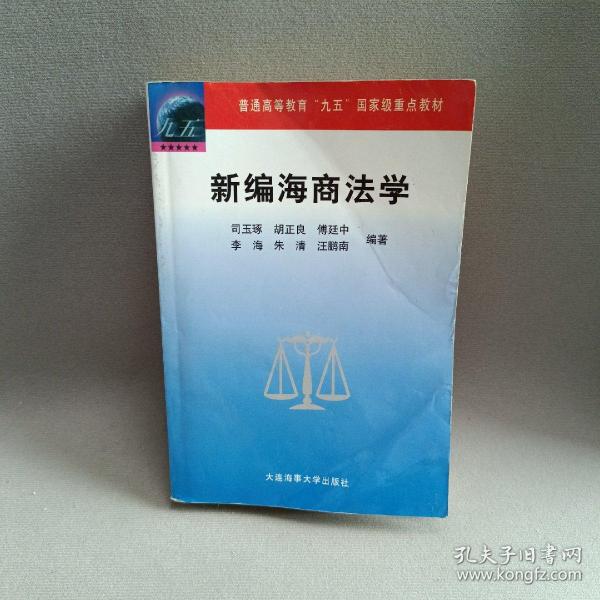 普通高等教育“九五”国家级重点教材
九五
★★★★★
新编海商法学
司玉琢 胡正良 傅廷中
李海 朱清 汪鹏南 编著
大连海事大学出版社
孔夫子旧书网
www.kongfz.com